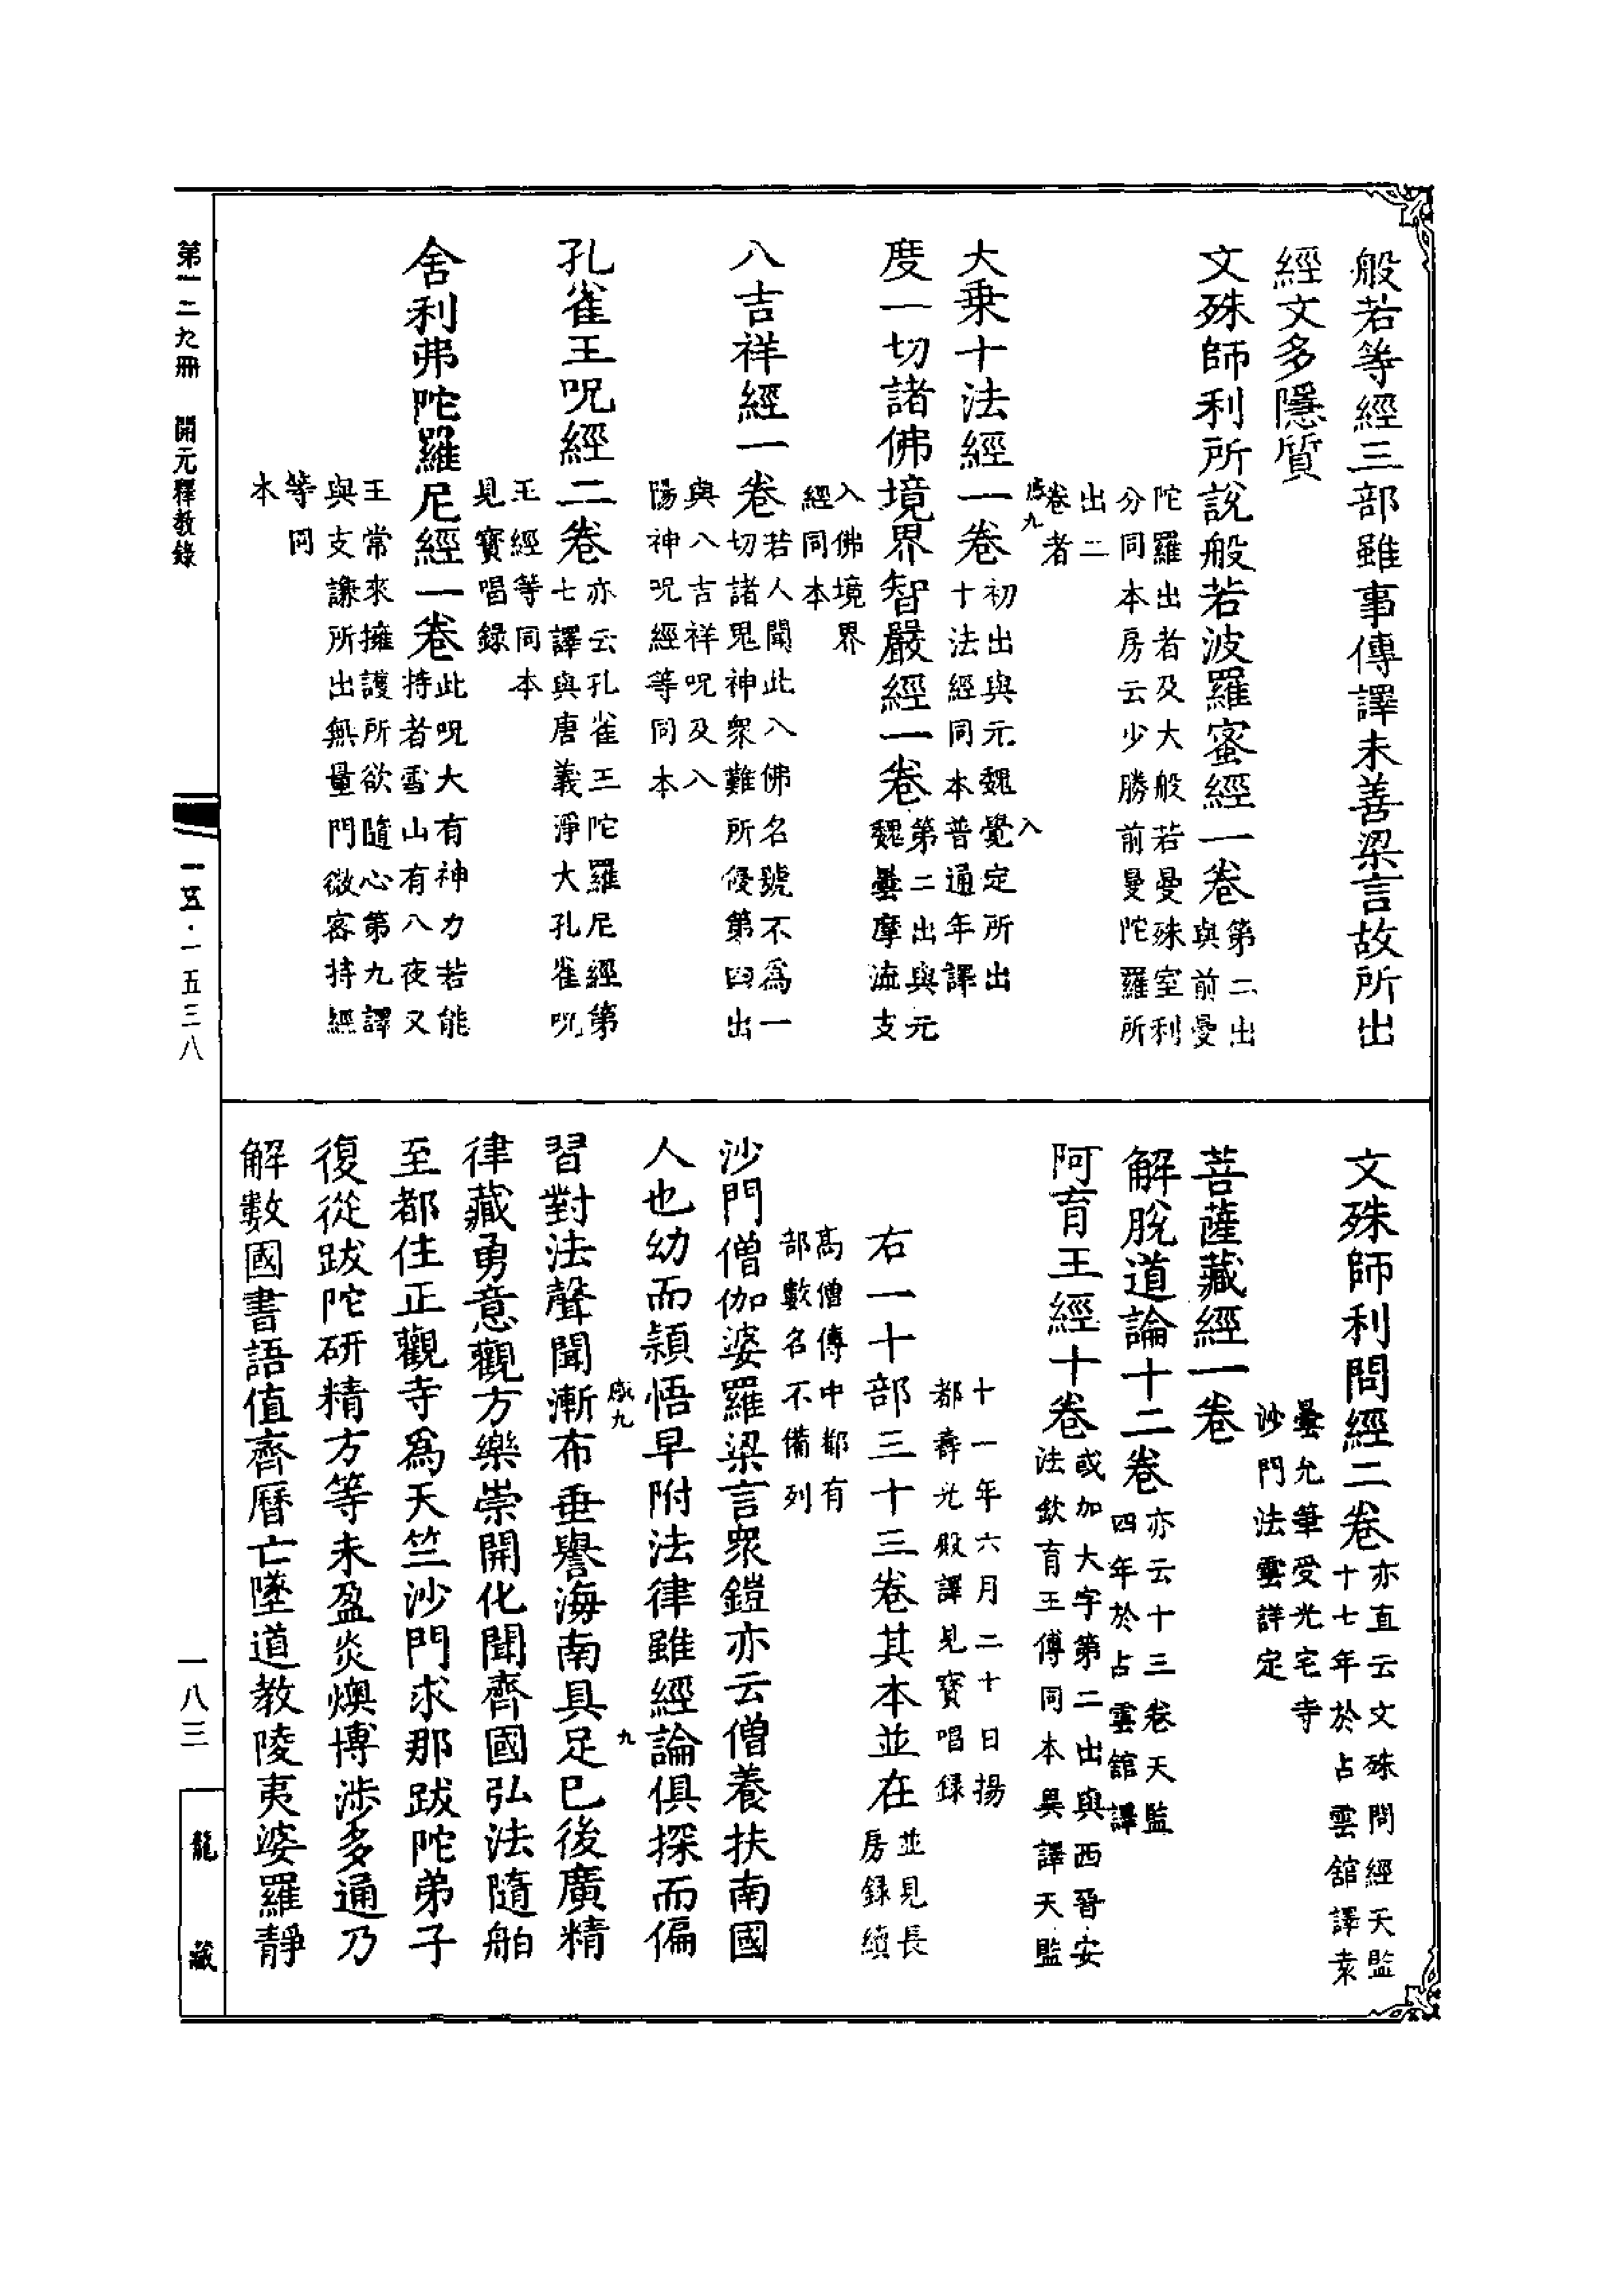 般若等經三部雖事傳譯未善梁言故所出
經文多隱質
文殊師利所說般若波羅蜜經一卷第二出
與前曼
陀羅出者及大般若曼殊室利
分同本房云少勝前曼陀羅所
出二
卷者
感九
入
大乗十法經一卷初出與元魏覺定所出
十法經同本普通年譯
度一切諸佛境界智嚴經一卷第二出與元
魏曇摩流支
入佛境界
經同本
八吉祥經一卷若人聞此八佛名號不爲一
切諸鬼神衆難所侵第四出
與八吉祥呪及八
陽神呪經等同本
孔雀王呪經二卷亦云孔雀王陀羅尼經第
七譯與唐義淨大孔雀呪
王經等同本
見寶唱録
舍利弗陀羅尼經一卷此呪大有神力若能
持者雪山有八夜叉
王常來擁護所欲隨心第九譯
與支謙所出無量門微密持經
等同
本
文殊師利問經二卷亦直云文殊問經天監
十七年於占雲舘譯袁
曇允筆受光宅寺
沙門法雲詳定
菩薩藏經一卷
解脫道論十二卷亦云十三卷天監
四年於占雲舘譯
阿育王經十卷或加大字第二出與西晉安
法欽育王傳同本異譯天監
十一年六月二十日揚
都壽光殿譯見寶唱録
右一十部三十三卷其本並在並見長
房録續
高僧傳中都有
部數名不備列
沙門僧伽婆羅梁言衆鎧亦云僧養扶南國
人也幼而頴悟早附法律雖經論俱探而偏
感九
九
習對法聲聞漸布垂譽海南具足已後廣精
律藏勇意觀方樂崇開化聞齊國弘法隨舶
至都住正觀寺爲天竺沙門求那跋陀弟子
復從跋陀研精方等未盈炎燠博涉多通乃
解數國書語值齊曆亡墜道教陵夷婆羅靜
第一二九冊 開元釋教錄
一五·一五三八
一八三
龍藏